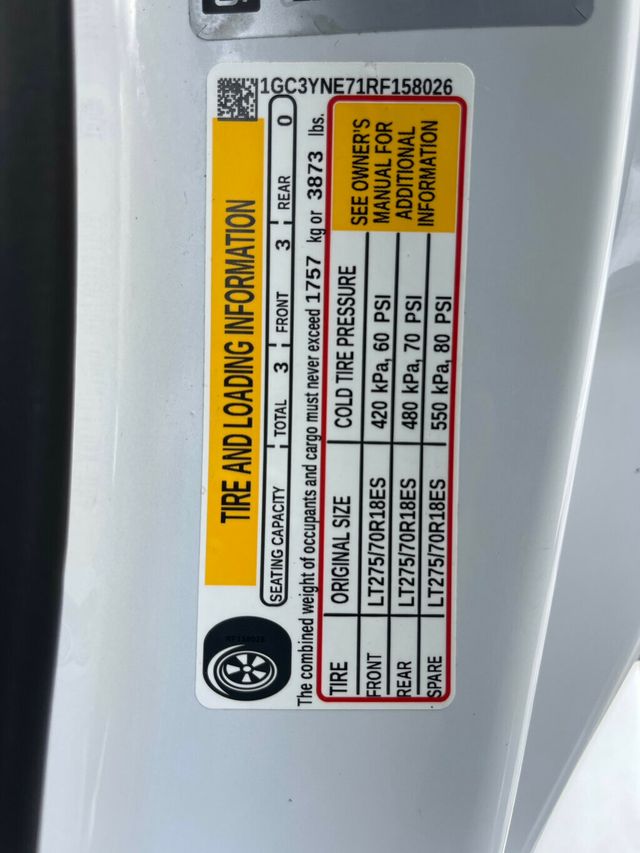 1GC3YNE71RF158026
TIRE AND LOADING INFORMATION
SEATING CAPACITY TOTAL 3 FRONT 3 REAR 0
The combined weight of occupants and cargo must never exceed 1757 kg or 3873 lbs.
TIRE ORIGINAL SIZE COLD TIRE PRESSURE
FRONT LT275/70R18ES 420 kPa, 60 PSI
REAR LT275/70R18ES 480 kPa, 70 PSI
SPARE LT275/70R18ES 550 kPa, 80 PSI
SEE OWNER'S
MANUAL FOR
ADDITIONAL
INFORMATION
RF158026